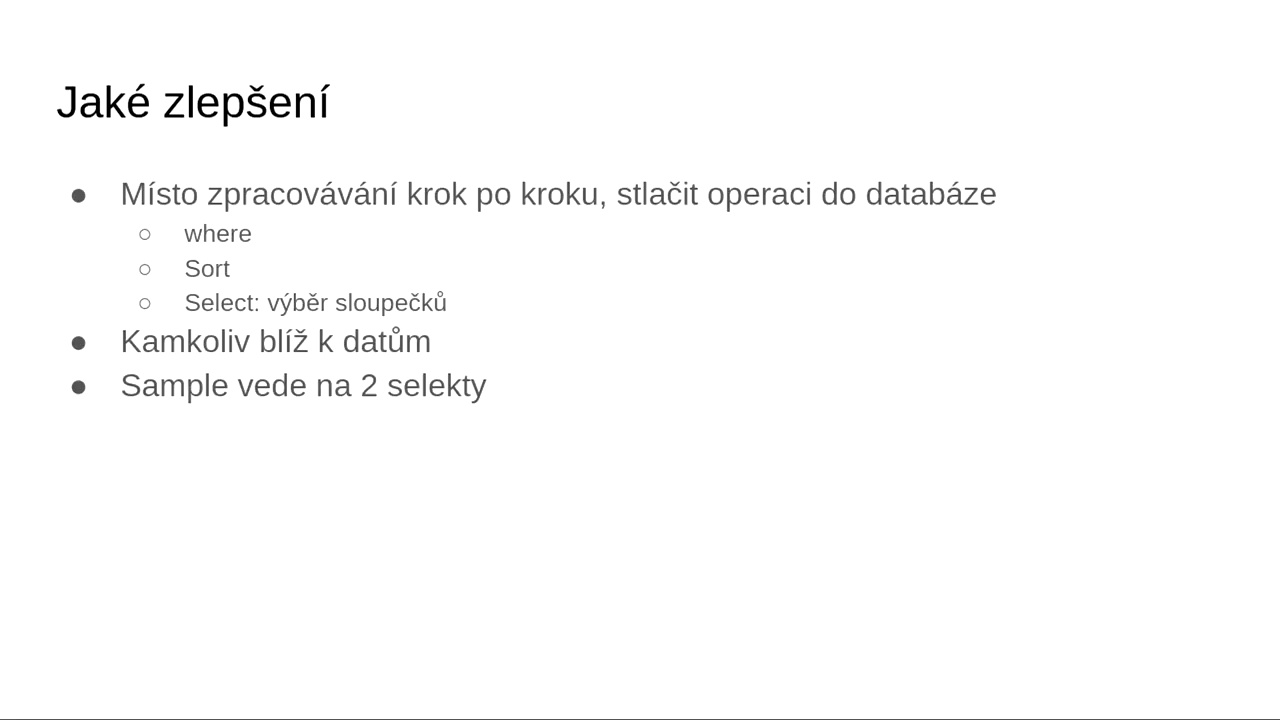 Jaké zlepšení
● Místo zpracovávání krok po kroku, stlačit operaci do databáze
○ where
○ Sort
○ Select: výběr sloupečků
● Kamkoliv blíž k datům
● Sample vede na 2 selekty